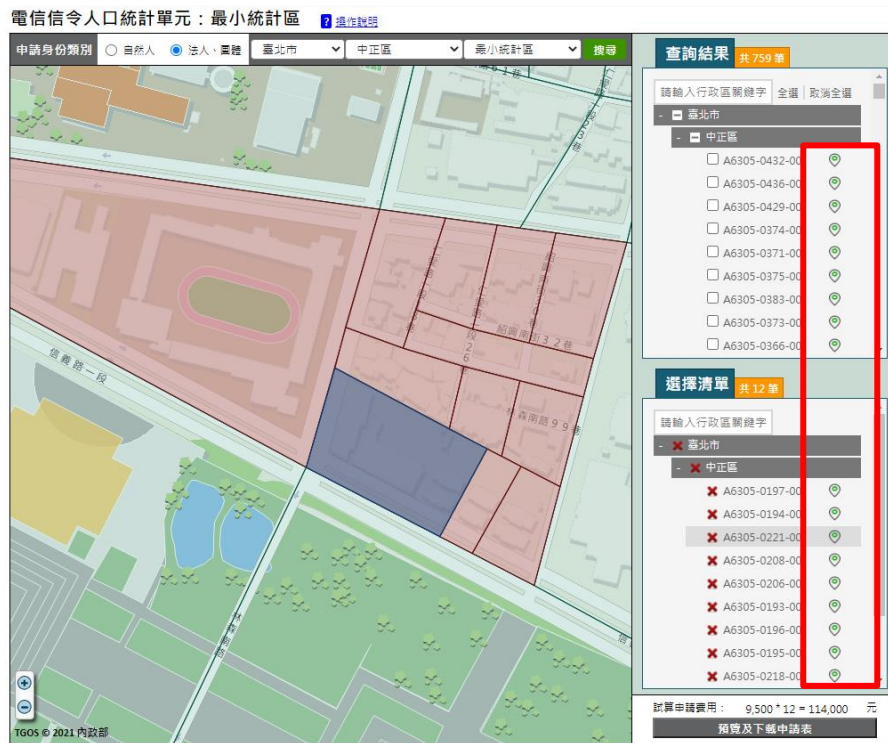 電信信令人口統計單元：最小統計區 ? 操作說明
申請身份類別 自然人 法人、團體 臺北市 中正區 最小統計區 搜尋
查詢結果 共 759 筆
請輸入行政區關鍵字 全選 | 取消全選
- 臺北市
- 中正區
A6305-0432-00
A6305-0436-00
A6305-0429-00
A6305-0374-00
A6305-0371-00
A6305-0375-00
A6305-0383-00
A6305-0373-00
A6305-0366-00
選擇清單 共 12 筆
請輸入行政區關鍵字
- 臺北市
- 中正區
A6305-0197-00
A6305-0194-00
A6305-0221-00
A6305-0208-00
A6305-0206-00
A6305-0193-00
A6305-0196-00
A6305-0195-00
A6305-0218-00
試算申請費用： 9,500 * 12 = 114,000 元
預覽及下載申請表
信義路一段
紹興南街32巷
林森南路99巷
林森南路
TGOS © 2021 內政部